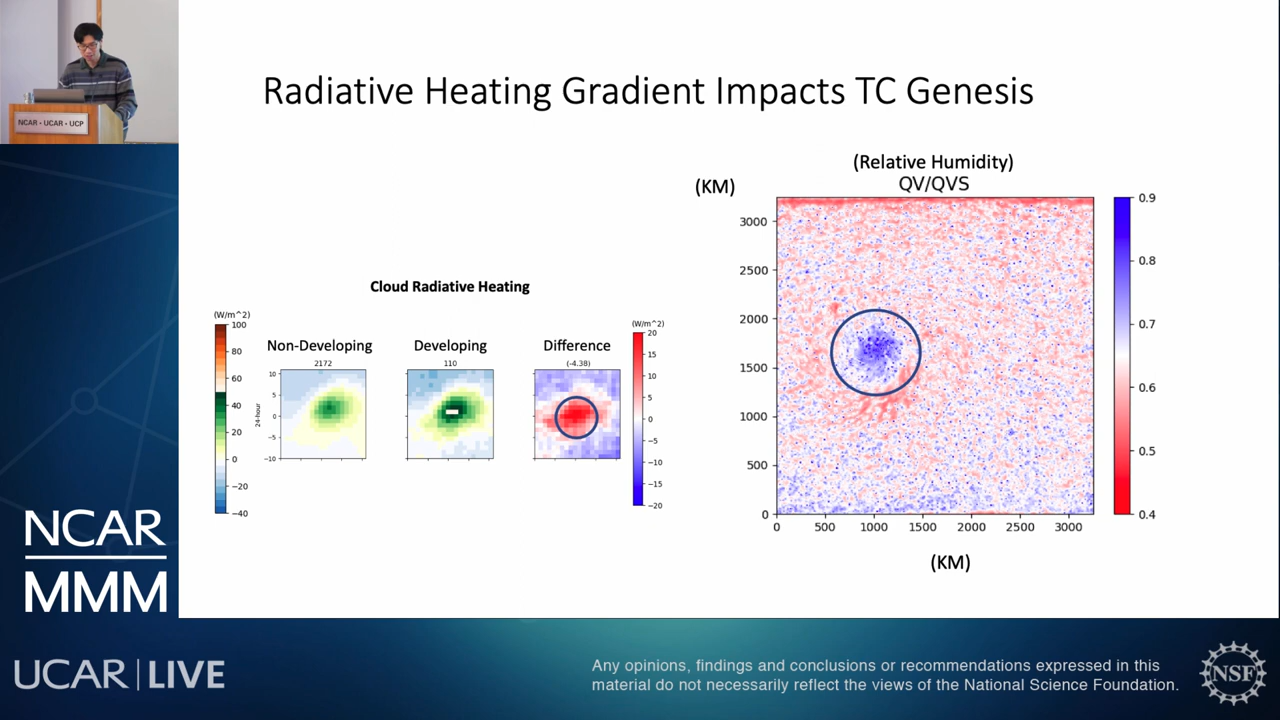 Radiative Heating Gradient Impacts TC Genesis
NCAR • UCAR • UCP
(Relative Humidity)
(KM)
QV/QVS
3000
2500
2000
1500
1000
500
0
0 500 1000 1500 2000 2500 3000
(KM)
0.9
0.8
0.7
0.6
0.5
0.4
Cloud Radiative Heating
(W/m^2)
100
80
60
40
20
0
−20
−40
Non-Developing
2172
24-hour
10
5
0
−5
−10
Developing
110
Difference
(-4.38)
(W/m^2)
20
15
10
5
0
−5
−10
−15
−20
NCAR
MMM
UCAR | LIVE
Any opinions, findings and conclusions or recommendations expressed in this
material do not necessarily reflect the views of the National Science Foundation.
NSF